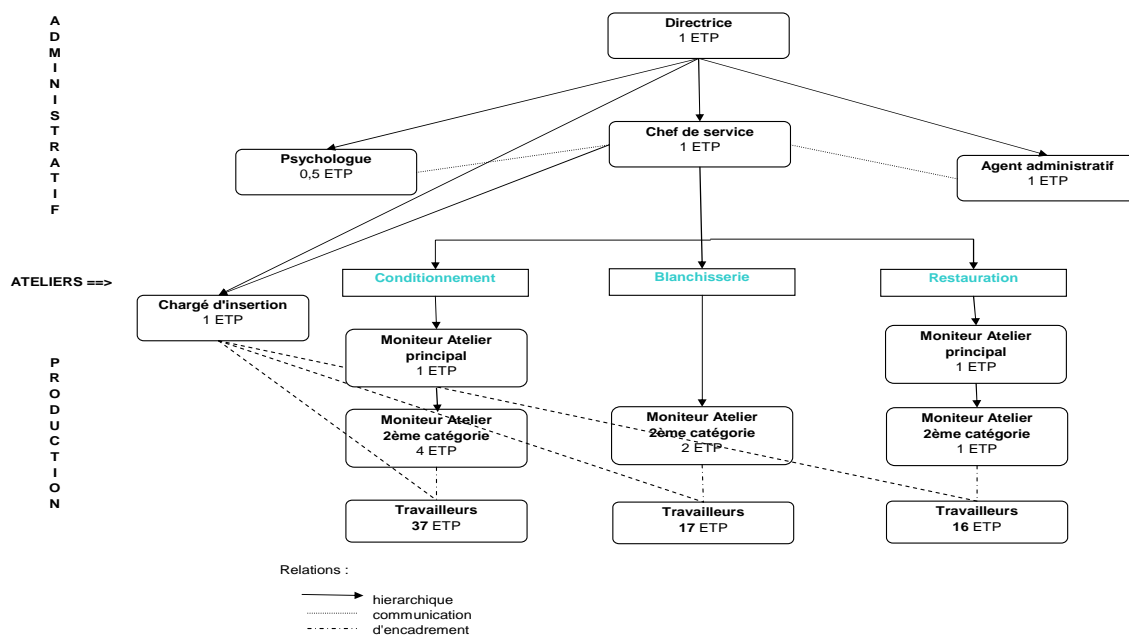 ADMINISTRATIF
Directrice
1 ETP
Chef de service
1 ETP
Psychologue
0,5 ETP
Agent administratif
1 ETP
ATELIERS ==>
Conditionnement
Blanchisserie
Restauration
Chargé d'insertion
1 ETP
PRODUCTION
Moniteur Atelier
principal
1 ETP
Moniteur Atelier
principal
1 ETP
Moniteur Atelier
2ème catégorie
4 ETP
Moniteur Atelier
2ème catégorie
2 ETP
Moniteur Atelier
2ème catégorie
1 ETP
Travailleurs
37 ETP
Travailleurs
17 ETP
Travailleurs
16 ETP
Relations :
hierarchique
communication
d'encadrement